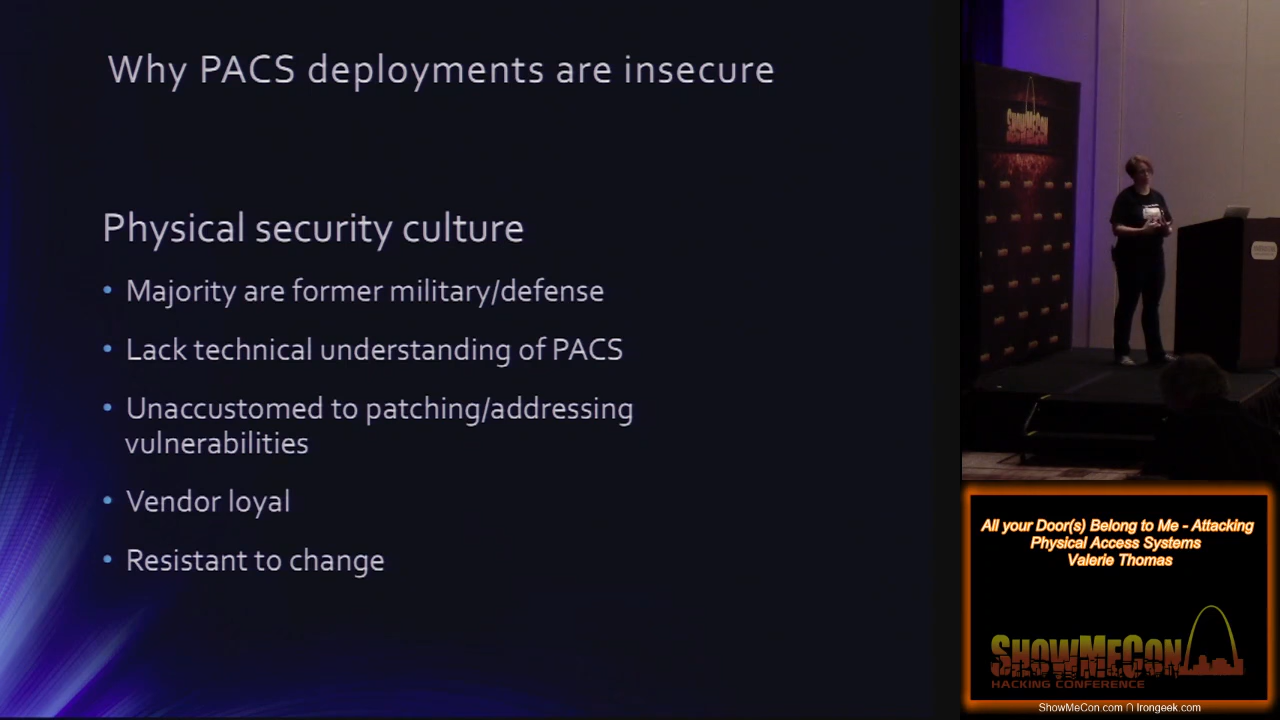 Why PACS deployments are insecure
Physical security culture
• Majority are former military/defense
• Lack technical understanding of PACS
• Unaccustomed to patching/addressing
vulnerabilities
• Vendor loyal
• Resistant to change
SHOWMECON
All your Door(s) Belong to Me - Attacking
Physical Access Systems
Valerie Thomas
SHOWMECON
HACKING CONFERENCE
ShowMeCon.com ∩ Irongeek.com